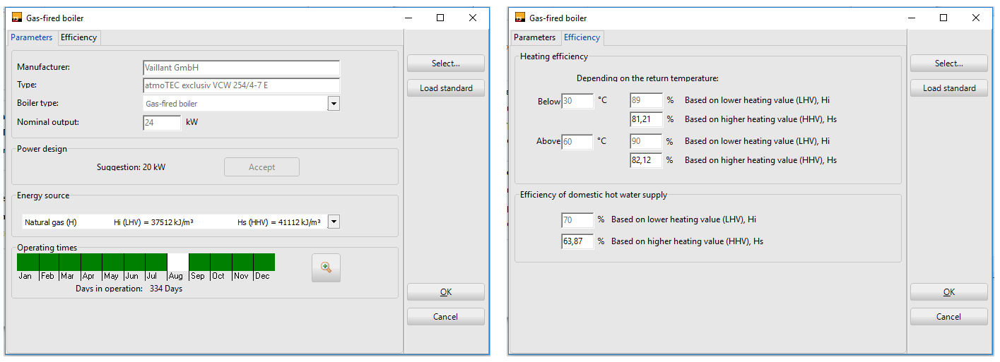 Gas-fired boiler
Parameters Efficiency
Manufacturer: Vaillant GmbH
Type: atmoTEC exclusiv VCW 254/4-7 E
Boiler type: Gas-fired boiler
Nominal output: 24 kW
Power design
Suggestion: 20 kW Accept
Energy source
Natural gas (H) Hi (LHV) = 37512 kJ/m³ Hs (HHV) = 41112 kJ/m³
Operating times
Jan Feb Mar Apr May Jun Jul Aug Sep Oct Nov Dec
Days in operation: 334 Days
Select...
Load standard
OK
Cancel
Gas-fired boiler
Parameters Efficiency
Heating efficiency
Depending on the return temperature:
Below 30 °C 89 % Based on lower heating value (LHV), Hi
81,21 % Based on higher heating value (HHV), Hs
Above 60 °C 90 % Based on lower heating value (LHV), Hi
82,12 % Based on higher heating value (HHV), Hs
Efficiency of domestic hot water supply
70 % Based on lower heating value (LHV), Hi
63,87 % Based on higher heating value (HHV), Hs
Select...
Load standard
OK
Cancel